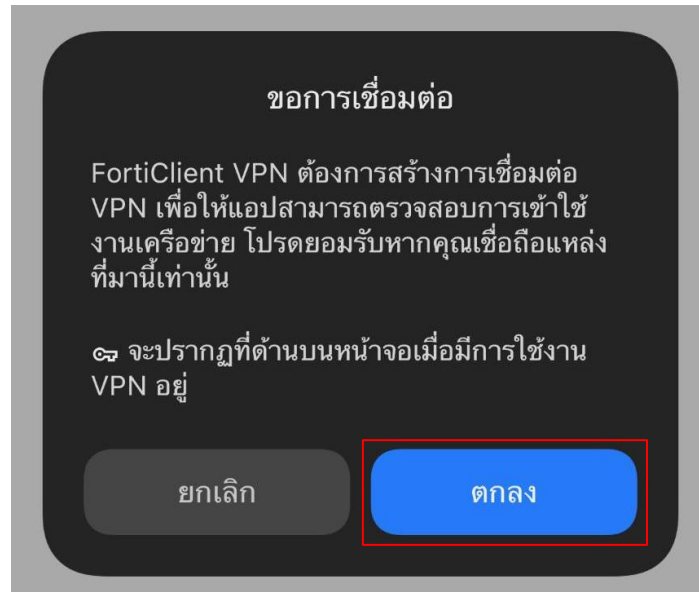 ขอการเชื่อมต่อ
FortiClient VPN ต้องการสร้างการเชื่อมต่อ
VPN เพื่อให้แอปสามารถตรวจสอบการเข้าใช้
งานเครือข่าย โปรดยอมรับหากคุณเชื่อถือแหล่ง
ที่มานี้เท่านั้น
จะปรากฏที่ด้านบนหน้าจอเมื่อมีการใช้งาน
VPN อยู่
ยกเลิก
ตกลง